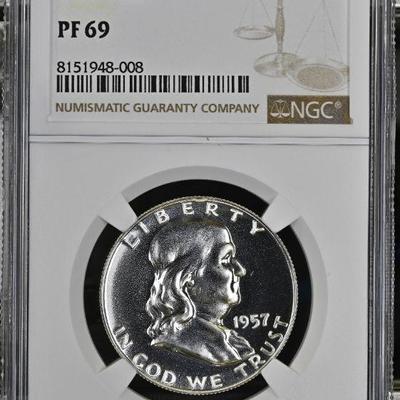 PF 69
8151948-008
NUMISMATIC GUARANTY COMPANY
NGC®
LIBERTY
1957
IN GOD WE TRUST